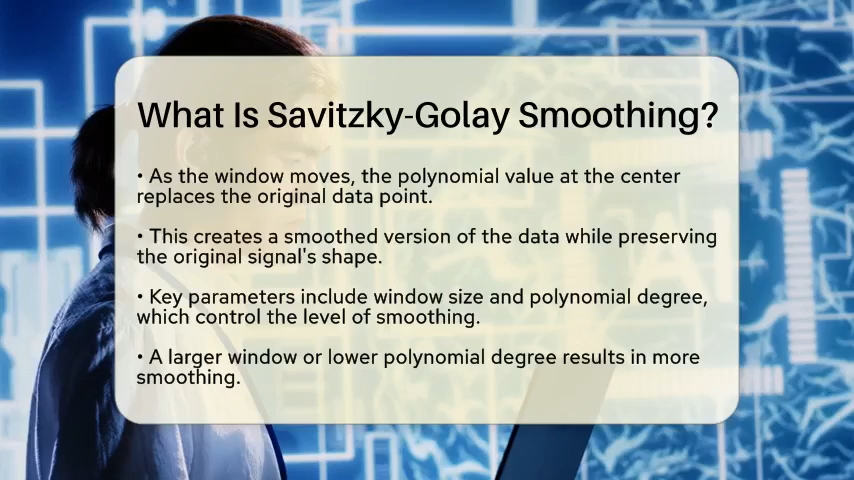 What Is Savitzky-Golay Smoothing?
• As the window moves, the polynomial value at the center
replaces the original data point.
• This creates a smoothed version of the data while preserving
the original signal's shape.
• Key parameters include window size and polynomial degree,
which control the level of smoothing.
• A larger window or lower polynomial degree results in more
smoothing.